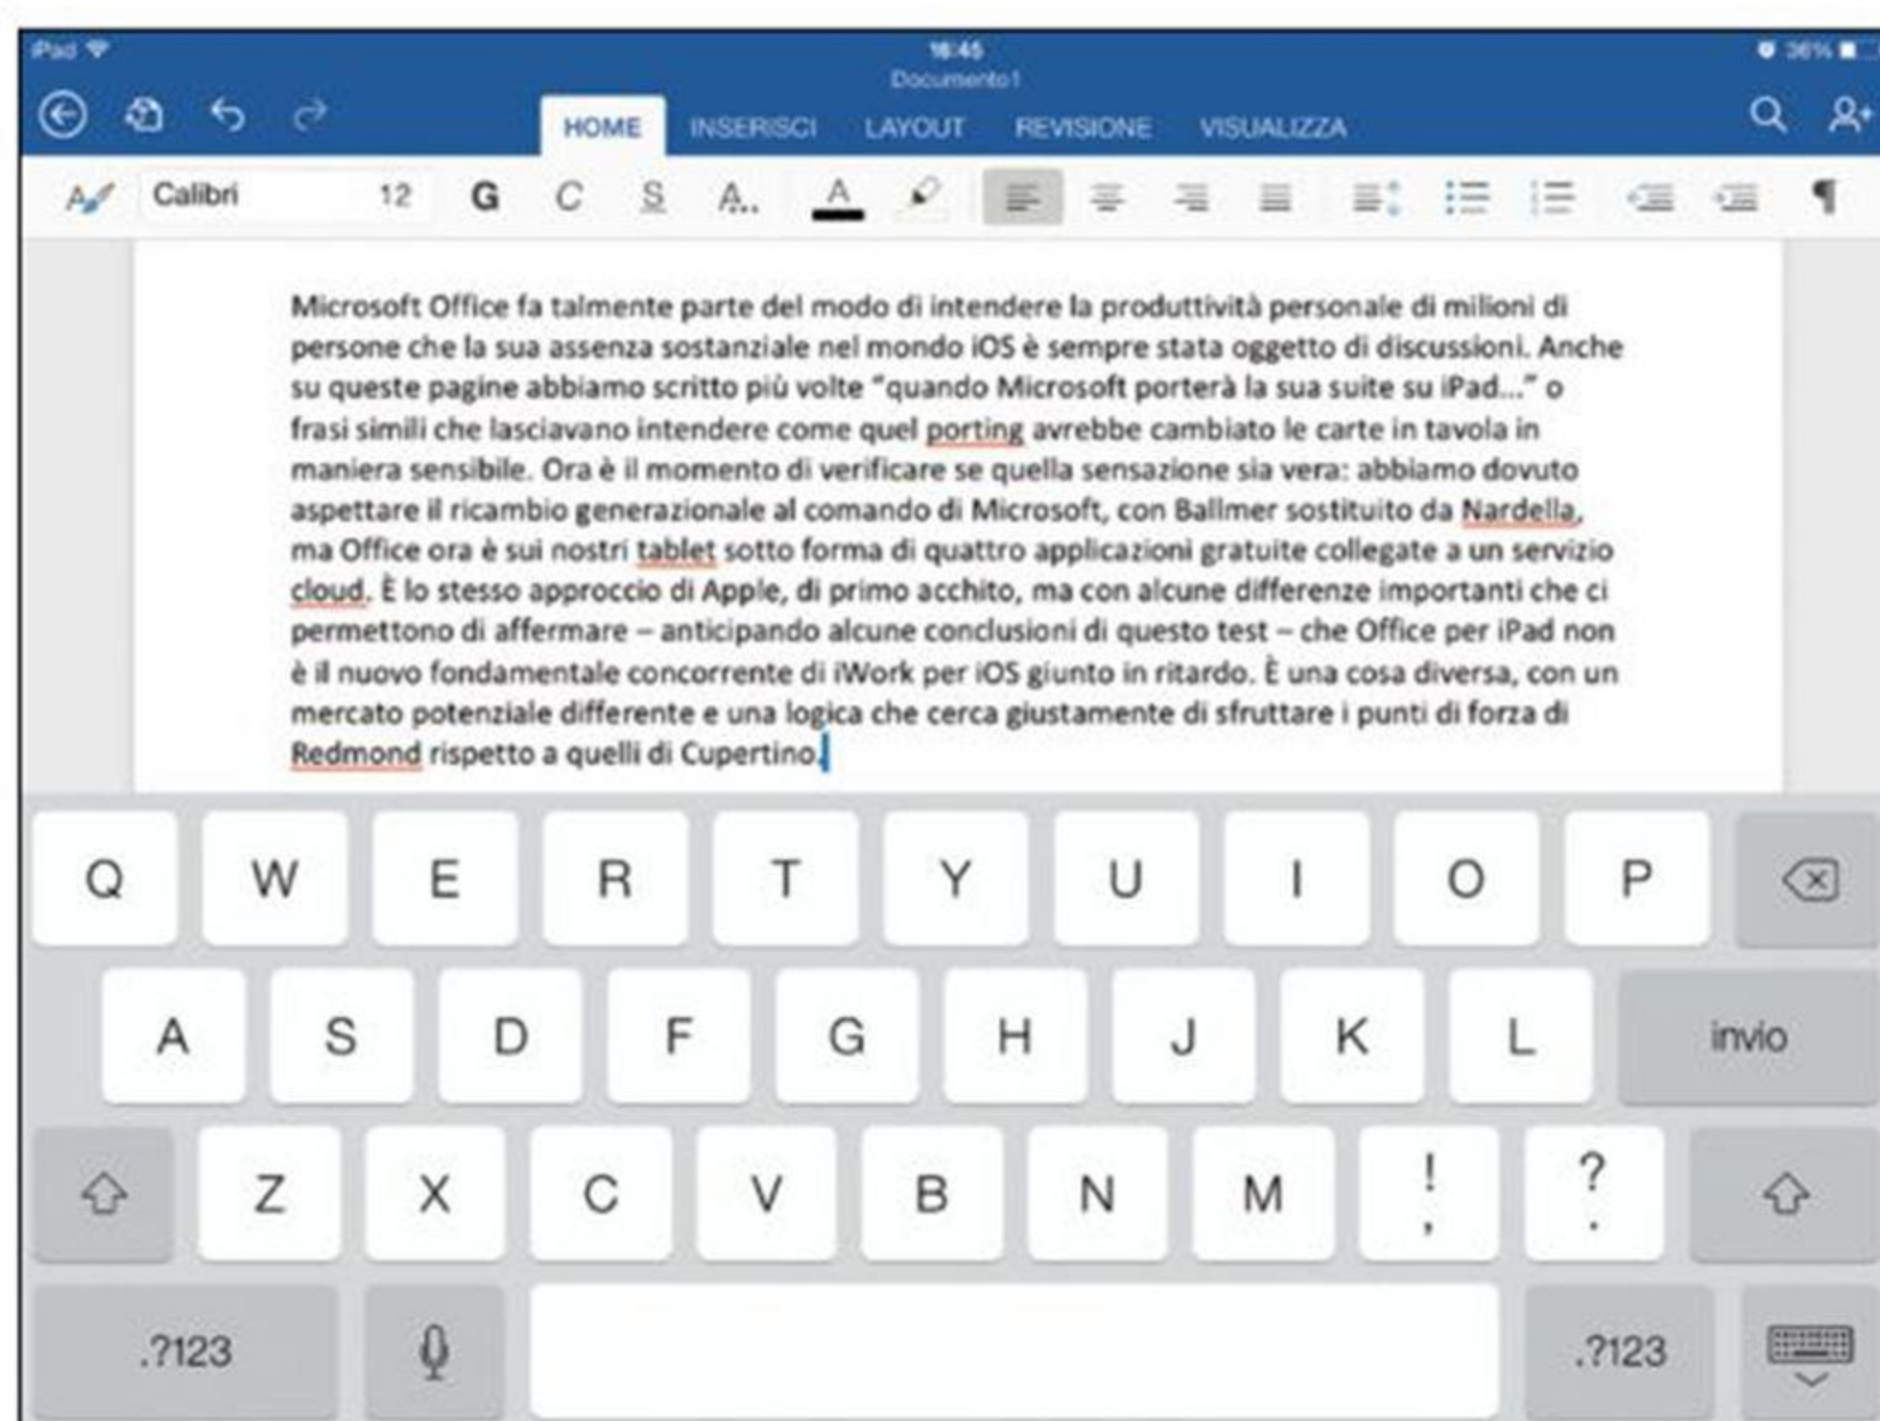 iPad
16:45
36%
Documento1
HOME INSERISCI LAYOUT REVISIONE VISUALIZZA
Calibri 12 G C S A... A
Microsoft Office fa talmente parte del modo di intendere la produttività personale di milioni di
persone che la sua assenza sostanziale nel mondo iOS è sempre stata oggetto di discussioni. Anche
su queste pagine abbiamo scritto più volte “quando Microsoft porterà la sua suite su iPad...” o
frasi simili che lasciavano intendere come quel porting avrebbe cambiato le carte in tavola in
maniera sensibile. Ora è il momento di verificare se quella sensazione sia vera: abbiamo dovuto
aspettare il ricambio generazionale al comando di Microsoft, con Ballmer sostituito da Nardella,
ma Office ora è sui nostri tablet sotto forma di quattro applicazioni gratuite collegate a un servizio
cloud. È lo stesso approccio di Apple, di primo acchito, ma con alcune differenze importanti che ci
permettono di affermare – anticipando alcune conclusioni di questo test – che Office per iPad non
è il nuovo fondamentale concorrente di iWork per iOS giunto in ritardo. È una cosa diversa, con un
mercato potenziale differente e una logica che cerca giustamente di sfruttare i punti di forza di
Redmond rispetto a quelli di Cupertino.
Q W E R T Y U I O P
A S D F G H J K L invio
Z X C V B N M ! , ? .
.?123 .?123